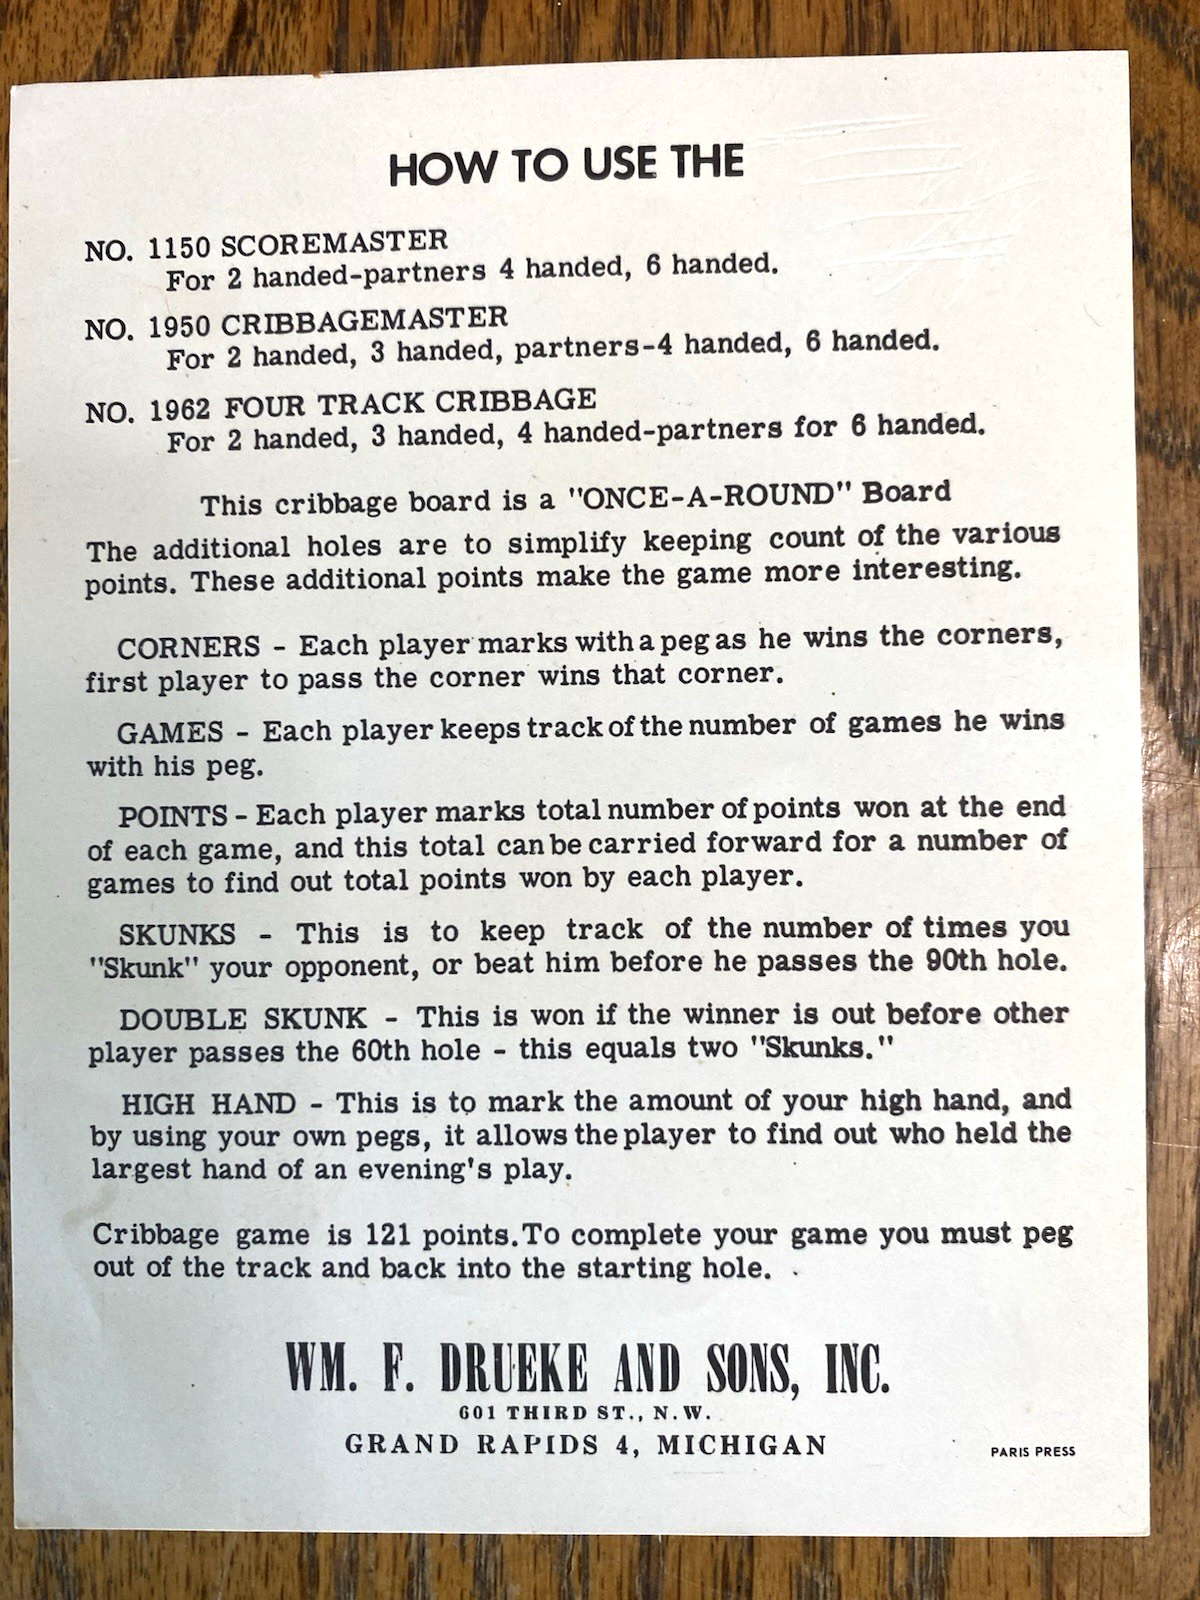 HOW TO USE THE
NO. 1150 SCOREMASTER
For 2 handed-partners 4 handed, 6 handed.
NO. 1950 CRIBBAGEMASTER
For 2 handed, 3 handed, partners-4 handed, 6 handed.
NO. 1962 FOUR TRACK CRIBBAGE
For 2 handed, 3 handed, 4 handed-partners for 6 handed.
This cribbage board is a "ONCE-A-ROUND" Board
The additional holes are to simplify keeping count of the various
points. These additional points make the game more interesting.
CORNERS - Each player marks with a peg as he wins the corners,
first player to pass the corner wins that corner.
GAMES - Each player keeps track of the number of games he wins
with his peg.
POINTS - Each player marks total number of points won at the end
of each game, and this total can be carried forward for a number of
games to find out total points won by each player.
SKUNKS - This is to keep track of the number of times you
"Skunk" your opponent, or beat him before he passes the 90th hole.
DOUBLE SKUNK - This is won if the winner is out before other
player passes the 60th hole - this equals two "Skunks."
HIGH HAND - This is to mark the amount of your high hand, and
by using your own pegs, it allows the player to find out who held the
largest hand of an evening's play.
Cribbage game is 121 points. To complete your game you must peg
out of the track and back into the starting hole.
WM. F. DRUEKE AND SONS, INC.
601 THIRD ST., N.W.
GRAND RAPIDS 4, MICHIGAN
PARIS PRESS